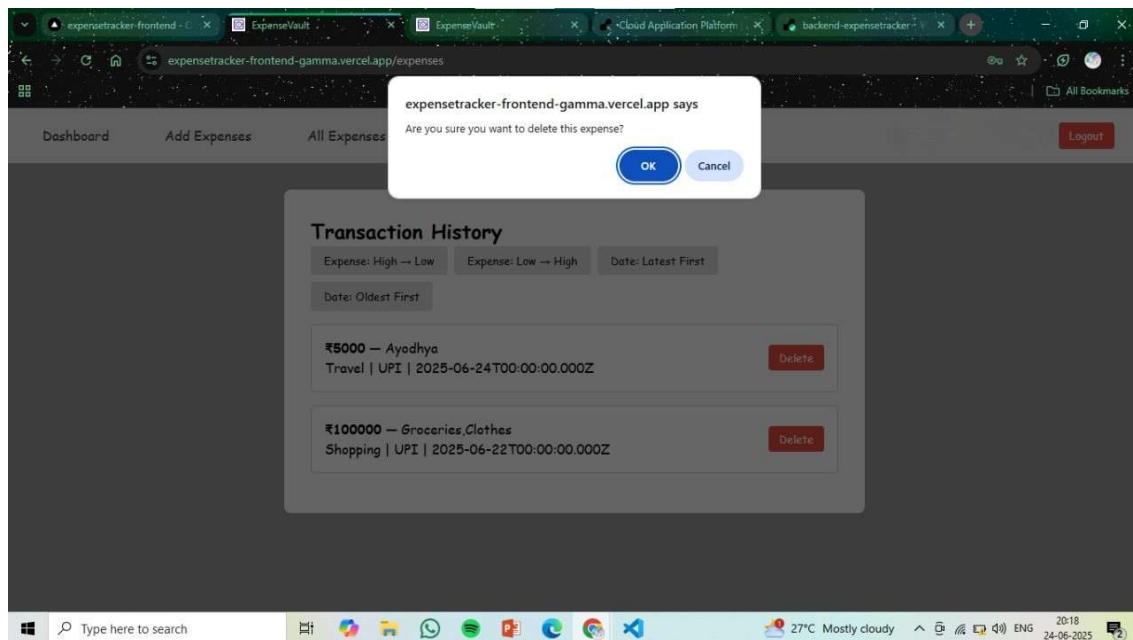 expensetracker-frontend - C
ExpenseVault
ExpenseVault
Cloud Application Platform
backend-expensetracker
expensetracker-frontend-gamma.vercel.app/expenses
All Bookmarks
expensetracker-frontend-gamma.vercel.app says
Are you sure you want to delete this expense?
OK Cancel
Dashboard Add Expenses All Expenses Logout
Transaction History
Expense: High → Low Expense: Low → High Date: Latest First
Date: Oldest First
₹5000 — Ayodhya
Travel | UPI | 2025-06-24T00:00:00.000Z
Delete
₹100000 — Groceries,Clothes
Shopping | UPI | 2025-06-22T00:00:00.000Z
Delete
Type here to search
27°C Mostly cloudy
ENG
20:18
24-06-2025
2